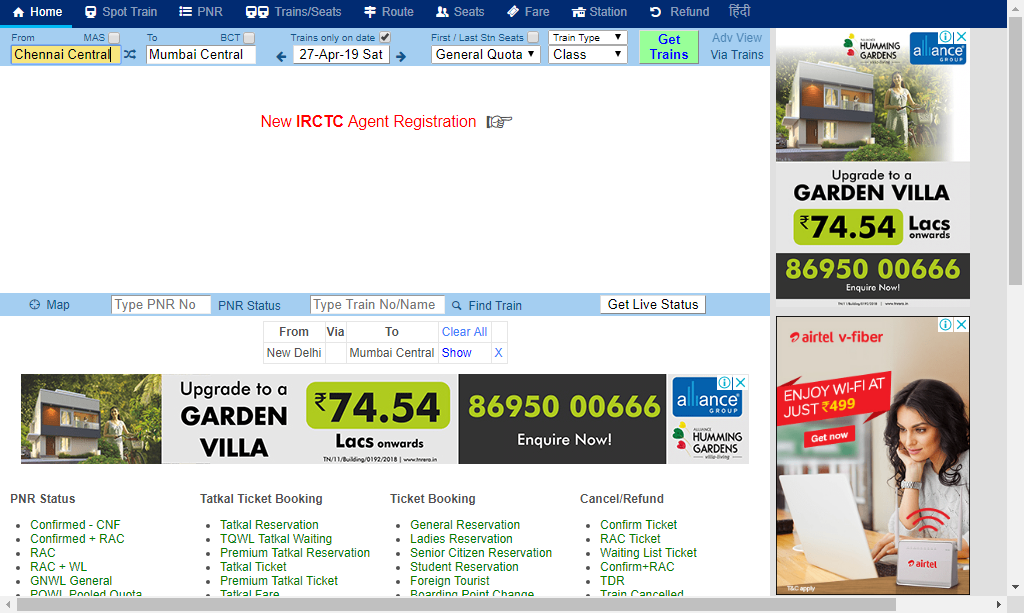 Home Spot Train PNR Trains/Seats Route Seats Fare Station Refund हिंदी
From MAS To BCT Trains only on date First / Last Stn Seats Train Type Get Trains Adv View
Chennai Central Mumbai Central 27-Apr-19 Sat General Quota Class Via Trains
New IRCTC Agent Registration
Map Type PNR No PNR Status Type Train No/Name Find Train Get Live Status
From Via To Clear All
New Delhi Mumbai Central Show X
Upgrade to a
GARDEN
VILLA
₹74.54
Lacs onwards
TN/11/Building/0192/2018 | www.tnrera.in
86950 00666
Enquire Now!
alliance
GROUP
ALLIANCE
HUMMING
GARDENS
villa-living
PNR Status
Confirmed - CNF
Confirmed + RAC
RAC
RAC + WL
GNWL General
PQWL Pooled Quota
Tatkal Ticket Booking
Tatkal Reservation
TQWL Tatkal Waiting
Premium Tatkal Reservation
Tatkal Ticket
Premium Tatkal Ticket
Tatkal Fare
Ticket Booking
General Reservation
Ladies Reservation
Senior Citizen Reservation
Student Reservation
Foreign Tourist
Boarding Point Change
Cancel/Refund
Confirm Ticket
RAC Ticket
Waiting List Ticket
Confirm+RAC
TDR
Train Cancelled
HUMMING
GARDENS
alliance
GROUP
Upgrade to a
GARDEN VILLA
₹74.54 Lacs
onwards
86950 00666
Enquire Now!
TN/11/Building/0192/2018 | www.tnrera.in
airtel v-fiber
ENJOY WI-FI AT
JUST ₹499
Get now
airtel
T&C apply